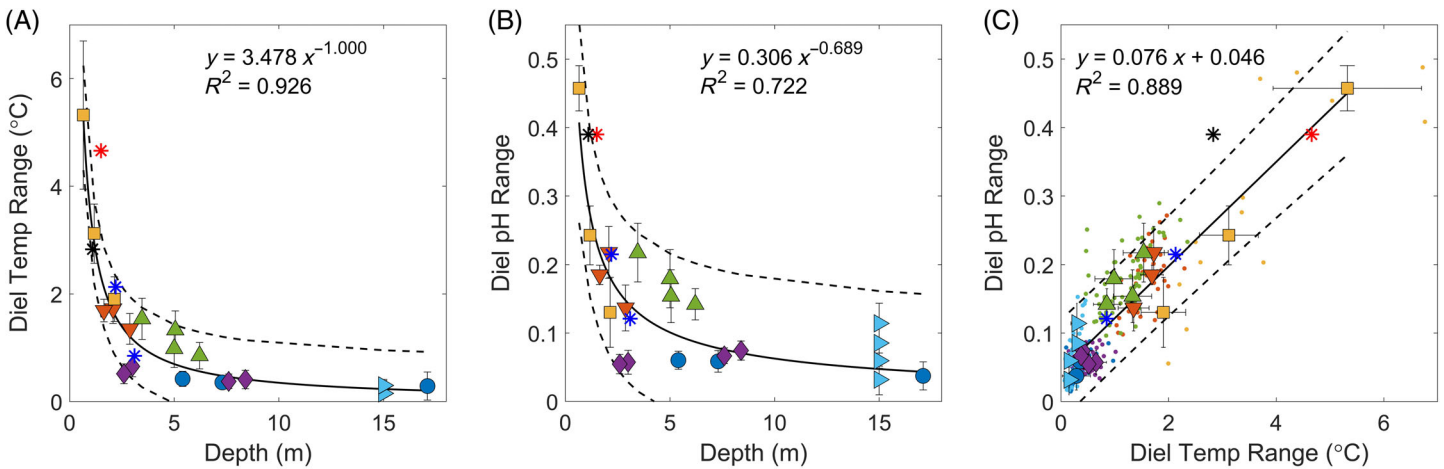 (A)
y = 3.478 x^−1.000
R² = 0.926
Diel Temp Range (°C)
6
4
2
0
0
5
10
15
Depth (m)
(B)
y = 0.306 x^−0.689
R² = 0.722
Diel pH Range
0.5
0.4
0.3
0.2
0.1
0
0
5
10
15
Depth (m)
(C)
y = 0.076 x + 0.046
R² = 0.889
Diel pH Range
0.5
0.4
0.3
0.2
0.1
0
0
2
4
6
Diel Temp Range (°C)